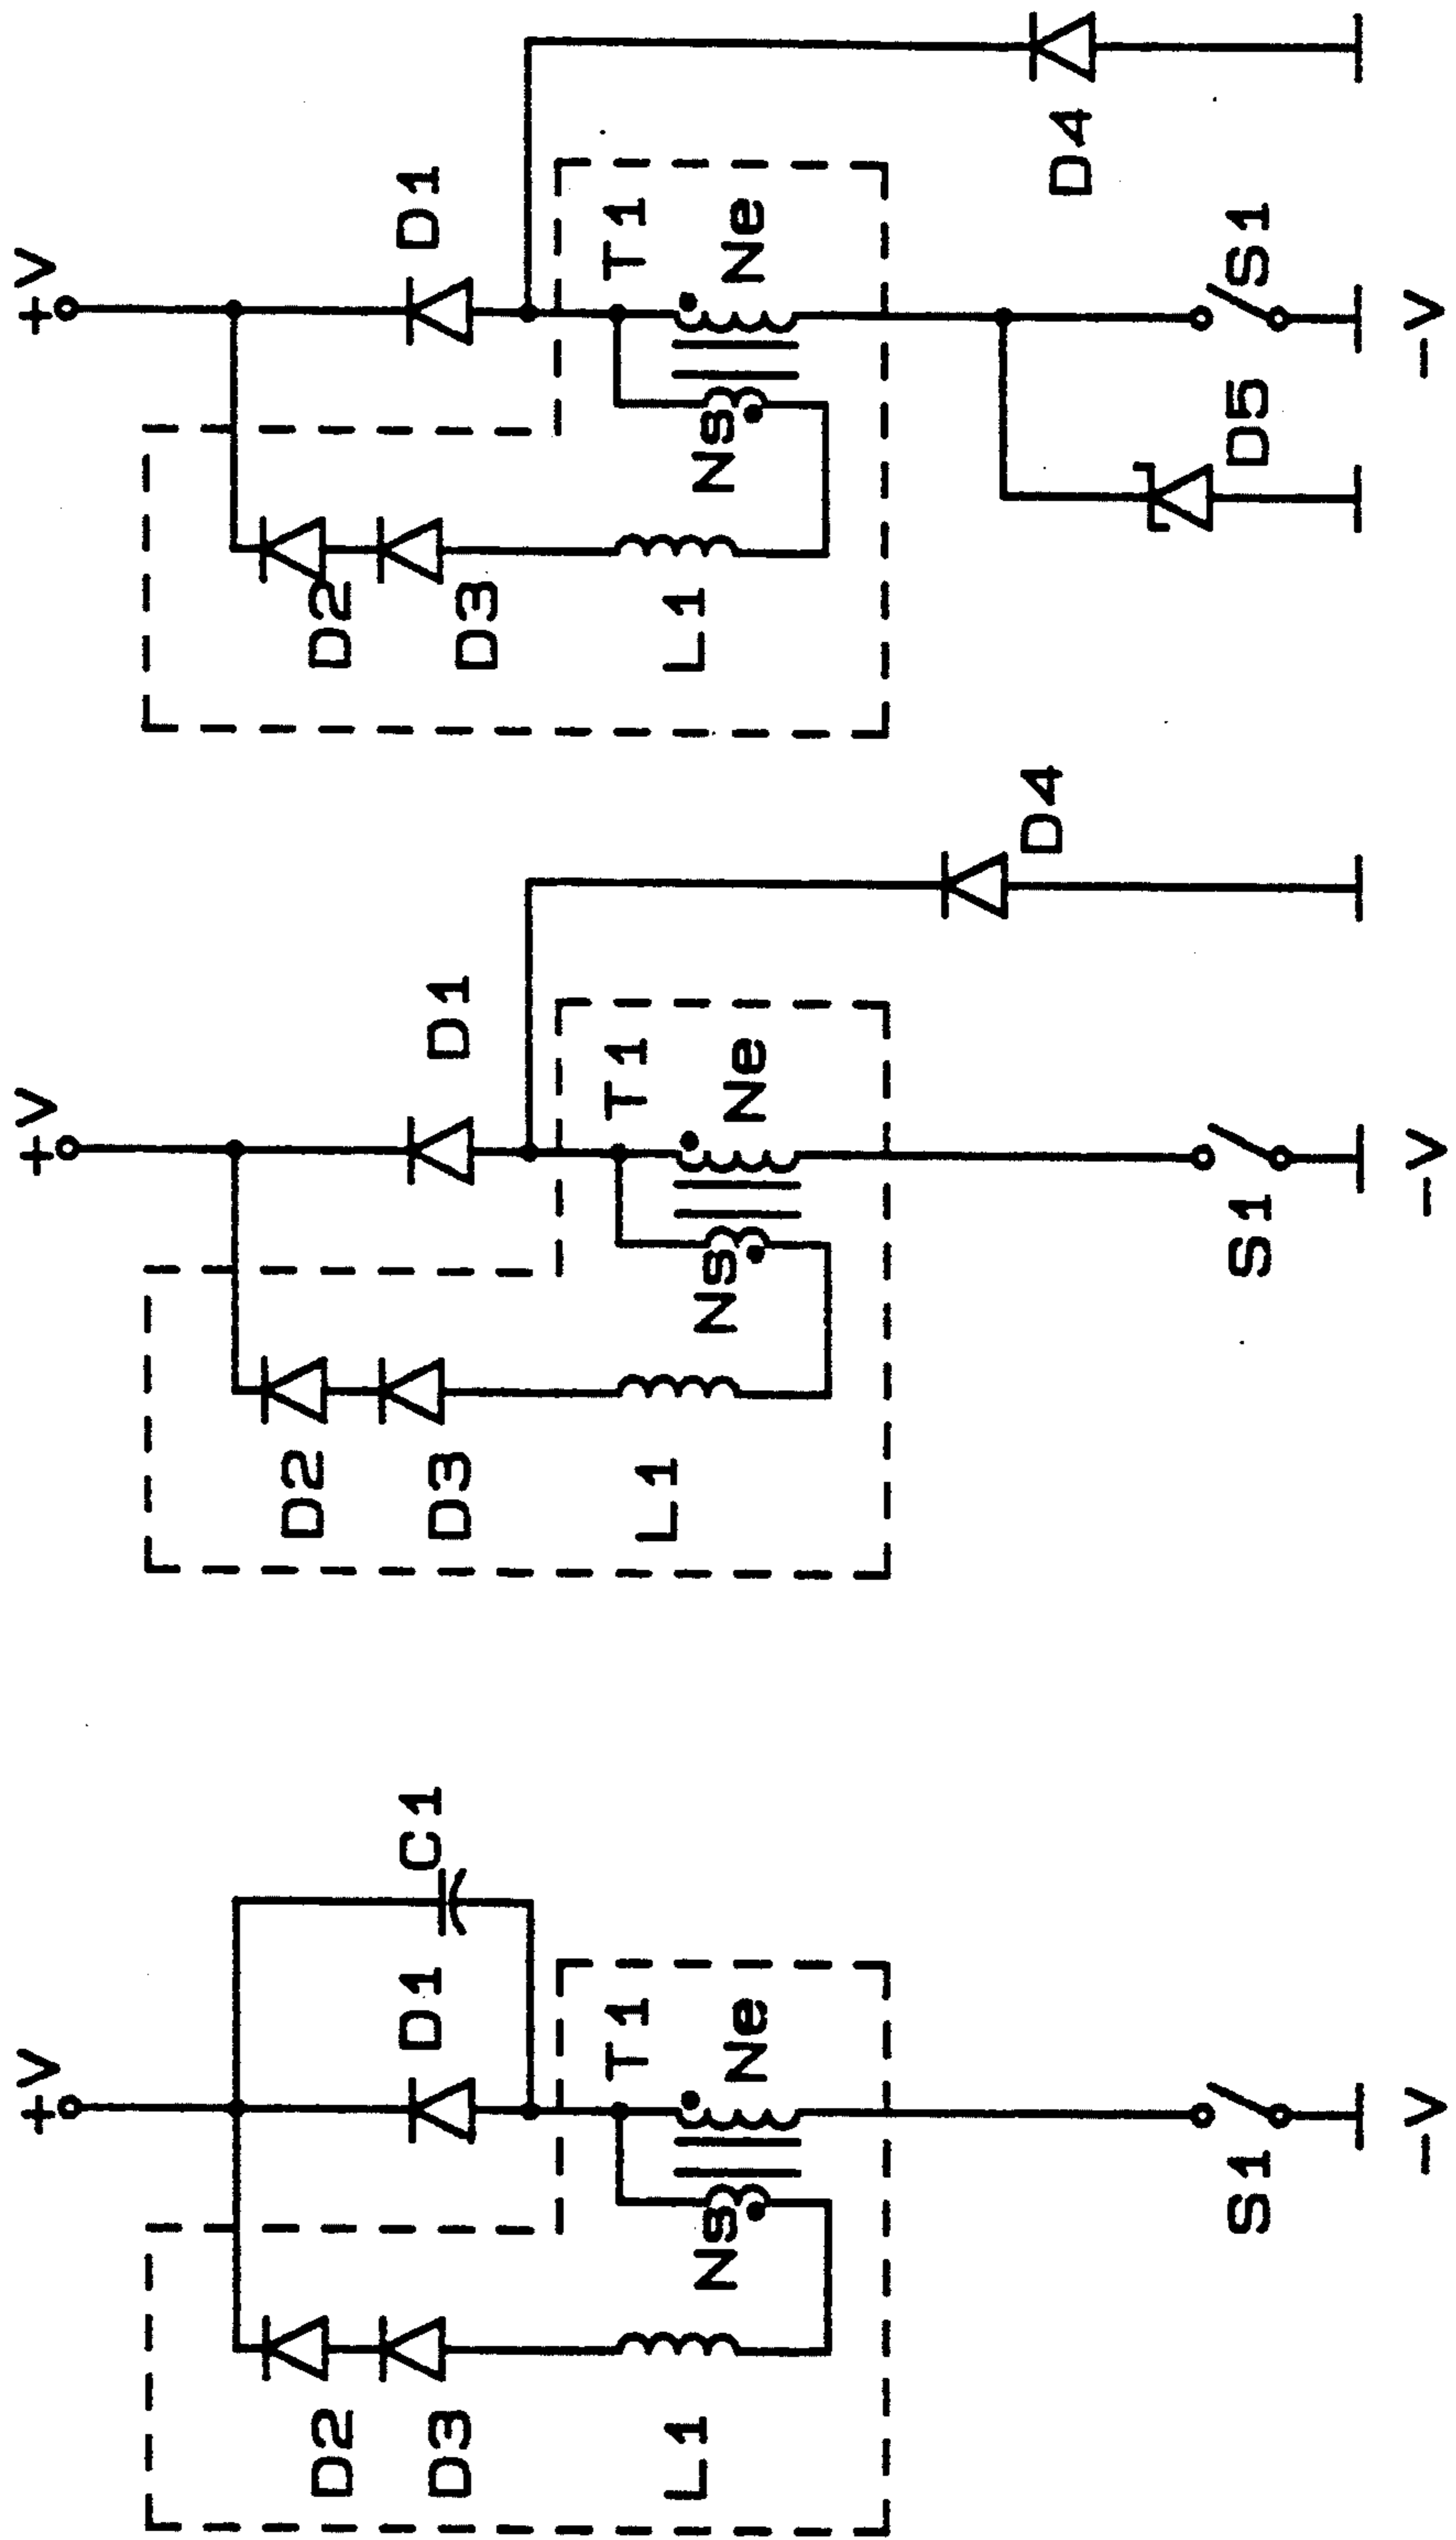 +V
D1
D4
T1
Ne
Ns
D2
D3
L1
S1
D5
-V
+V
D1
D4
T1
Ne
Ns
D2
D3
L1
S1
-V
+V
C1
D1
T1
Ne
Ns
D2
D3
L1
S1
-V